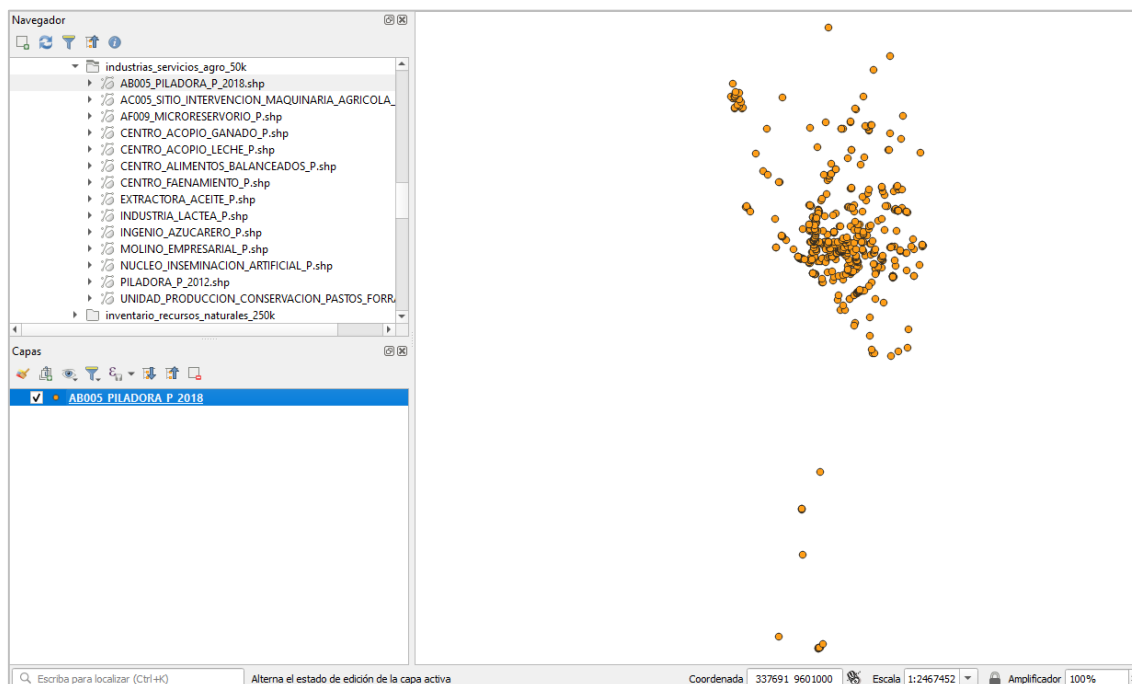 Navegador
industrias_servicios_agro_50k
AB005_PILADORA_P_2018.shp
AC005_SITIO_INTERVENCION_MAQUINARIA_AGRICOLA_
AF009_MICRORESERVORIO_P.shp
CENTRO_ACOPIO_GANADO_P.shp
CENTRO_ACOPIO_LECHE_P.shp
CENTRO_ALIMENTOS_BALANCEADOS_P.shp
CENTRO_FAENAMIENTO_P.shp
EXTRACTORA_ACEITE_P.shp
INDUSTRIA_LACTEA_P.shp
INGENIO_AZUCARERO_P.shp
MOLINO_EMPRESARIAL_P.shp
NUCLEO_INSEMINACION_ARTIFICIAL_P.shp
PILADORA_P_2012.shp
UNIDAD_PRODUCCION_CONSERVACION_PASTOS_FORRA
inventario_recursos_naturales_250k
Capas
AB005_PILADORA_P_2018
Escriba para localizar (Ctrl+K) Alterna el estado de edición de la capa activa Coordenada 337691 9601000 Escala 1:2467452 Amplificador 100%